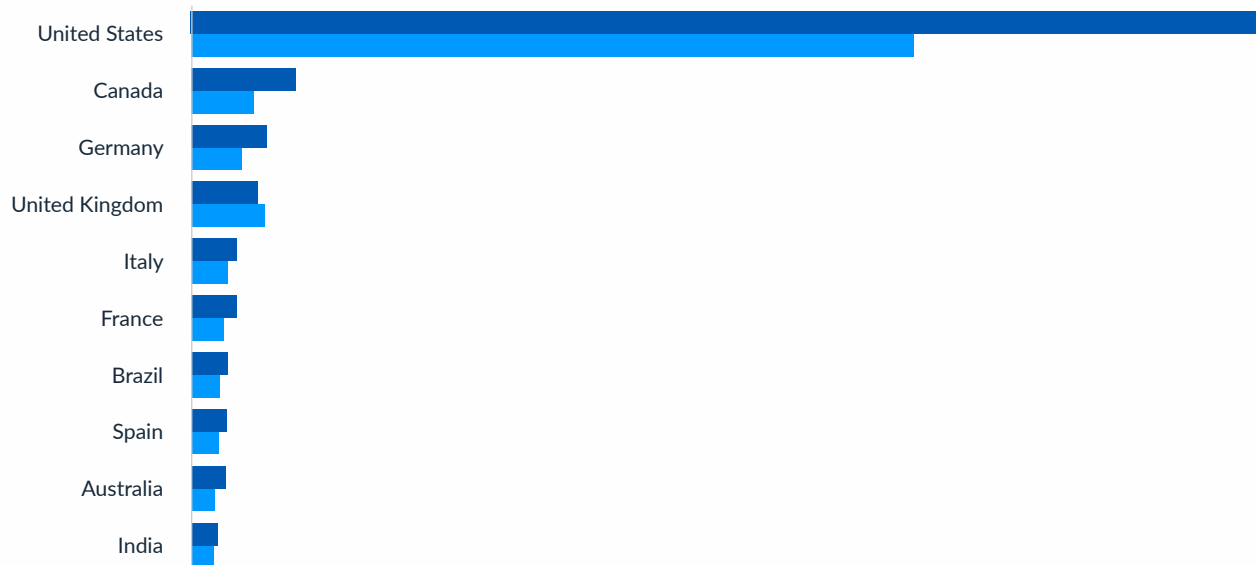 United States
Canada
Germany
United Kingdom
Italy
France
Brazil
Spain
Australia
India